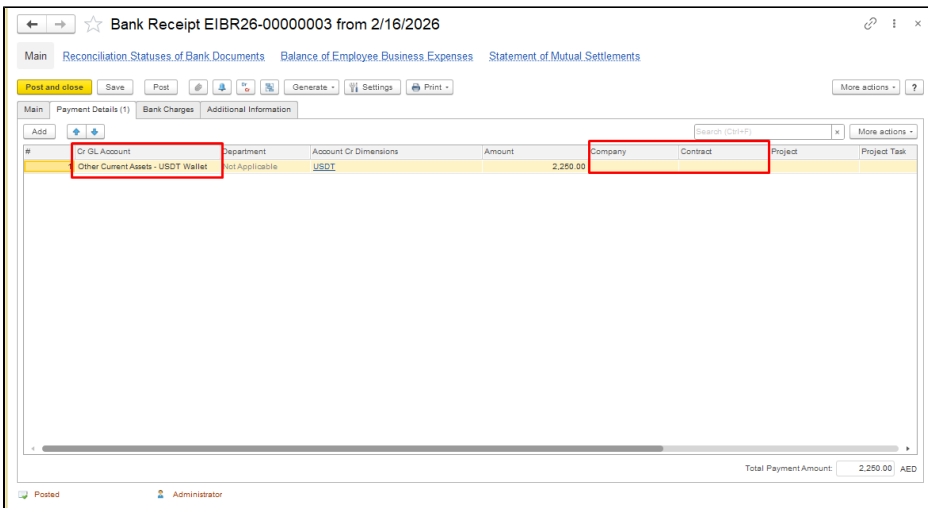 Bank Receipt EIBR26-00000003 from 2/16/2026
Main Reconciliation Statuses of Bank Documents Balance of Employee Business Expenses Statement of Mutual Settlements
Post and close Save Post Generate Settings Print More actions ?
Main Payment Details (1) Bank Charges Additional Information
Add Search (Ctrl+F) × More actions
# Cr GL Account Department Account Cr Dimensions Amount Company Contract Project Project Task
1 Other Current Assets - USDT Wallet Not Applicable USDT 2,250.00
Total Payment Amount: 2,250.00 AED
Posted Administrator